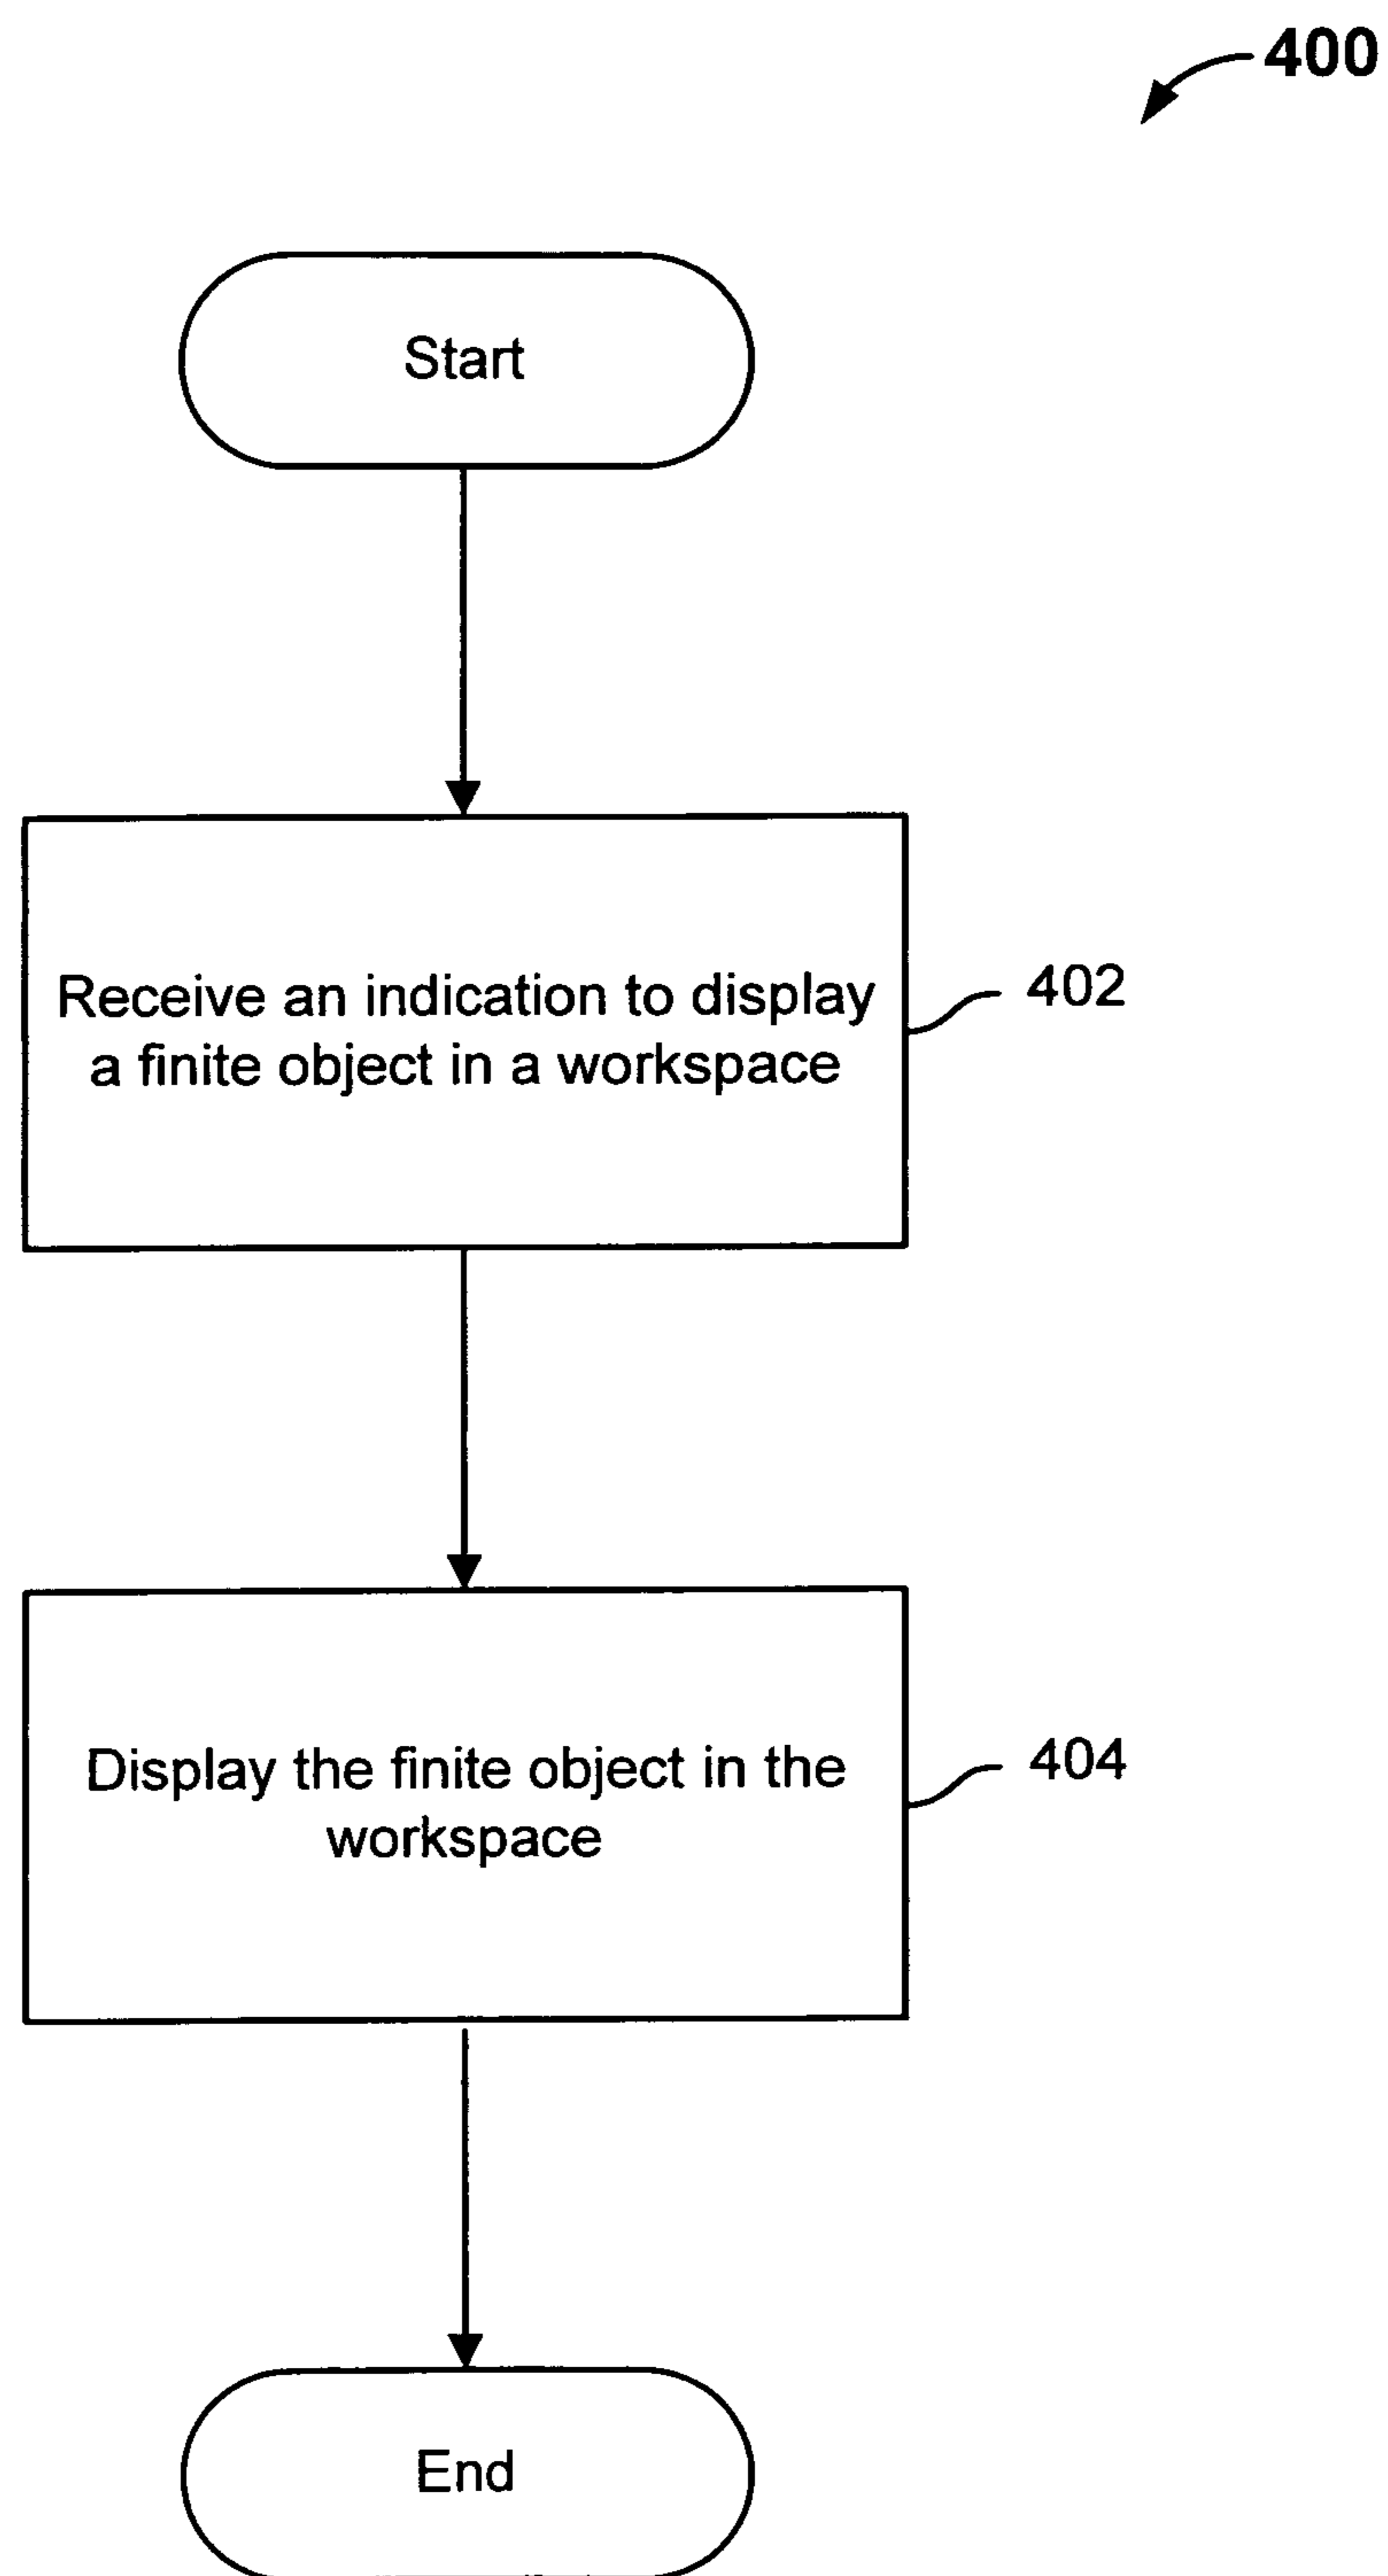 400
Start
Receive an indication to display
a finite object in a workspace
402
Display the finite object in the
workspace
404
End